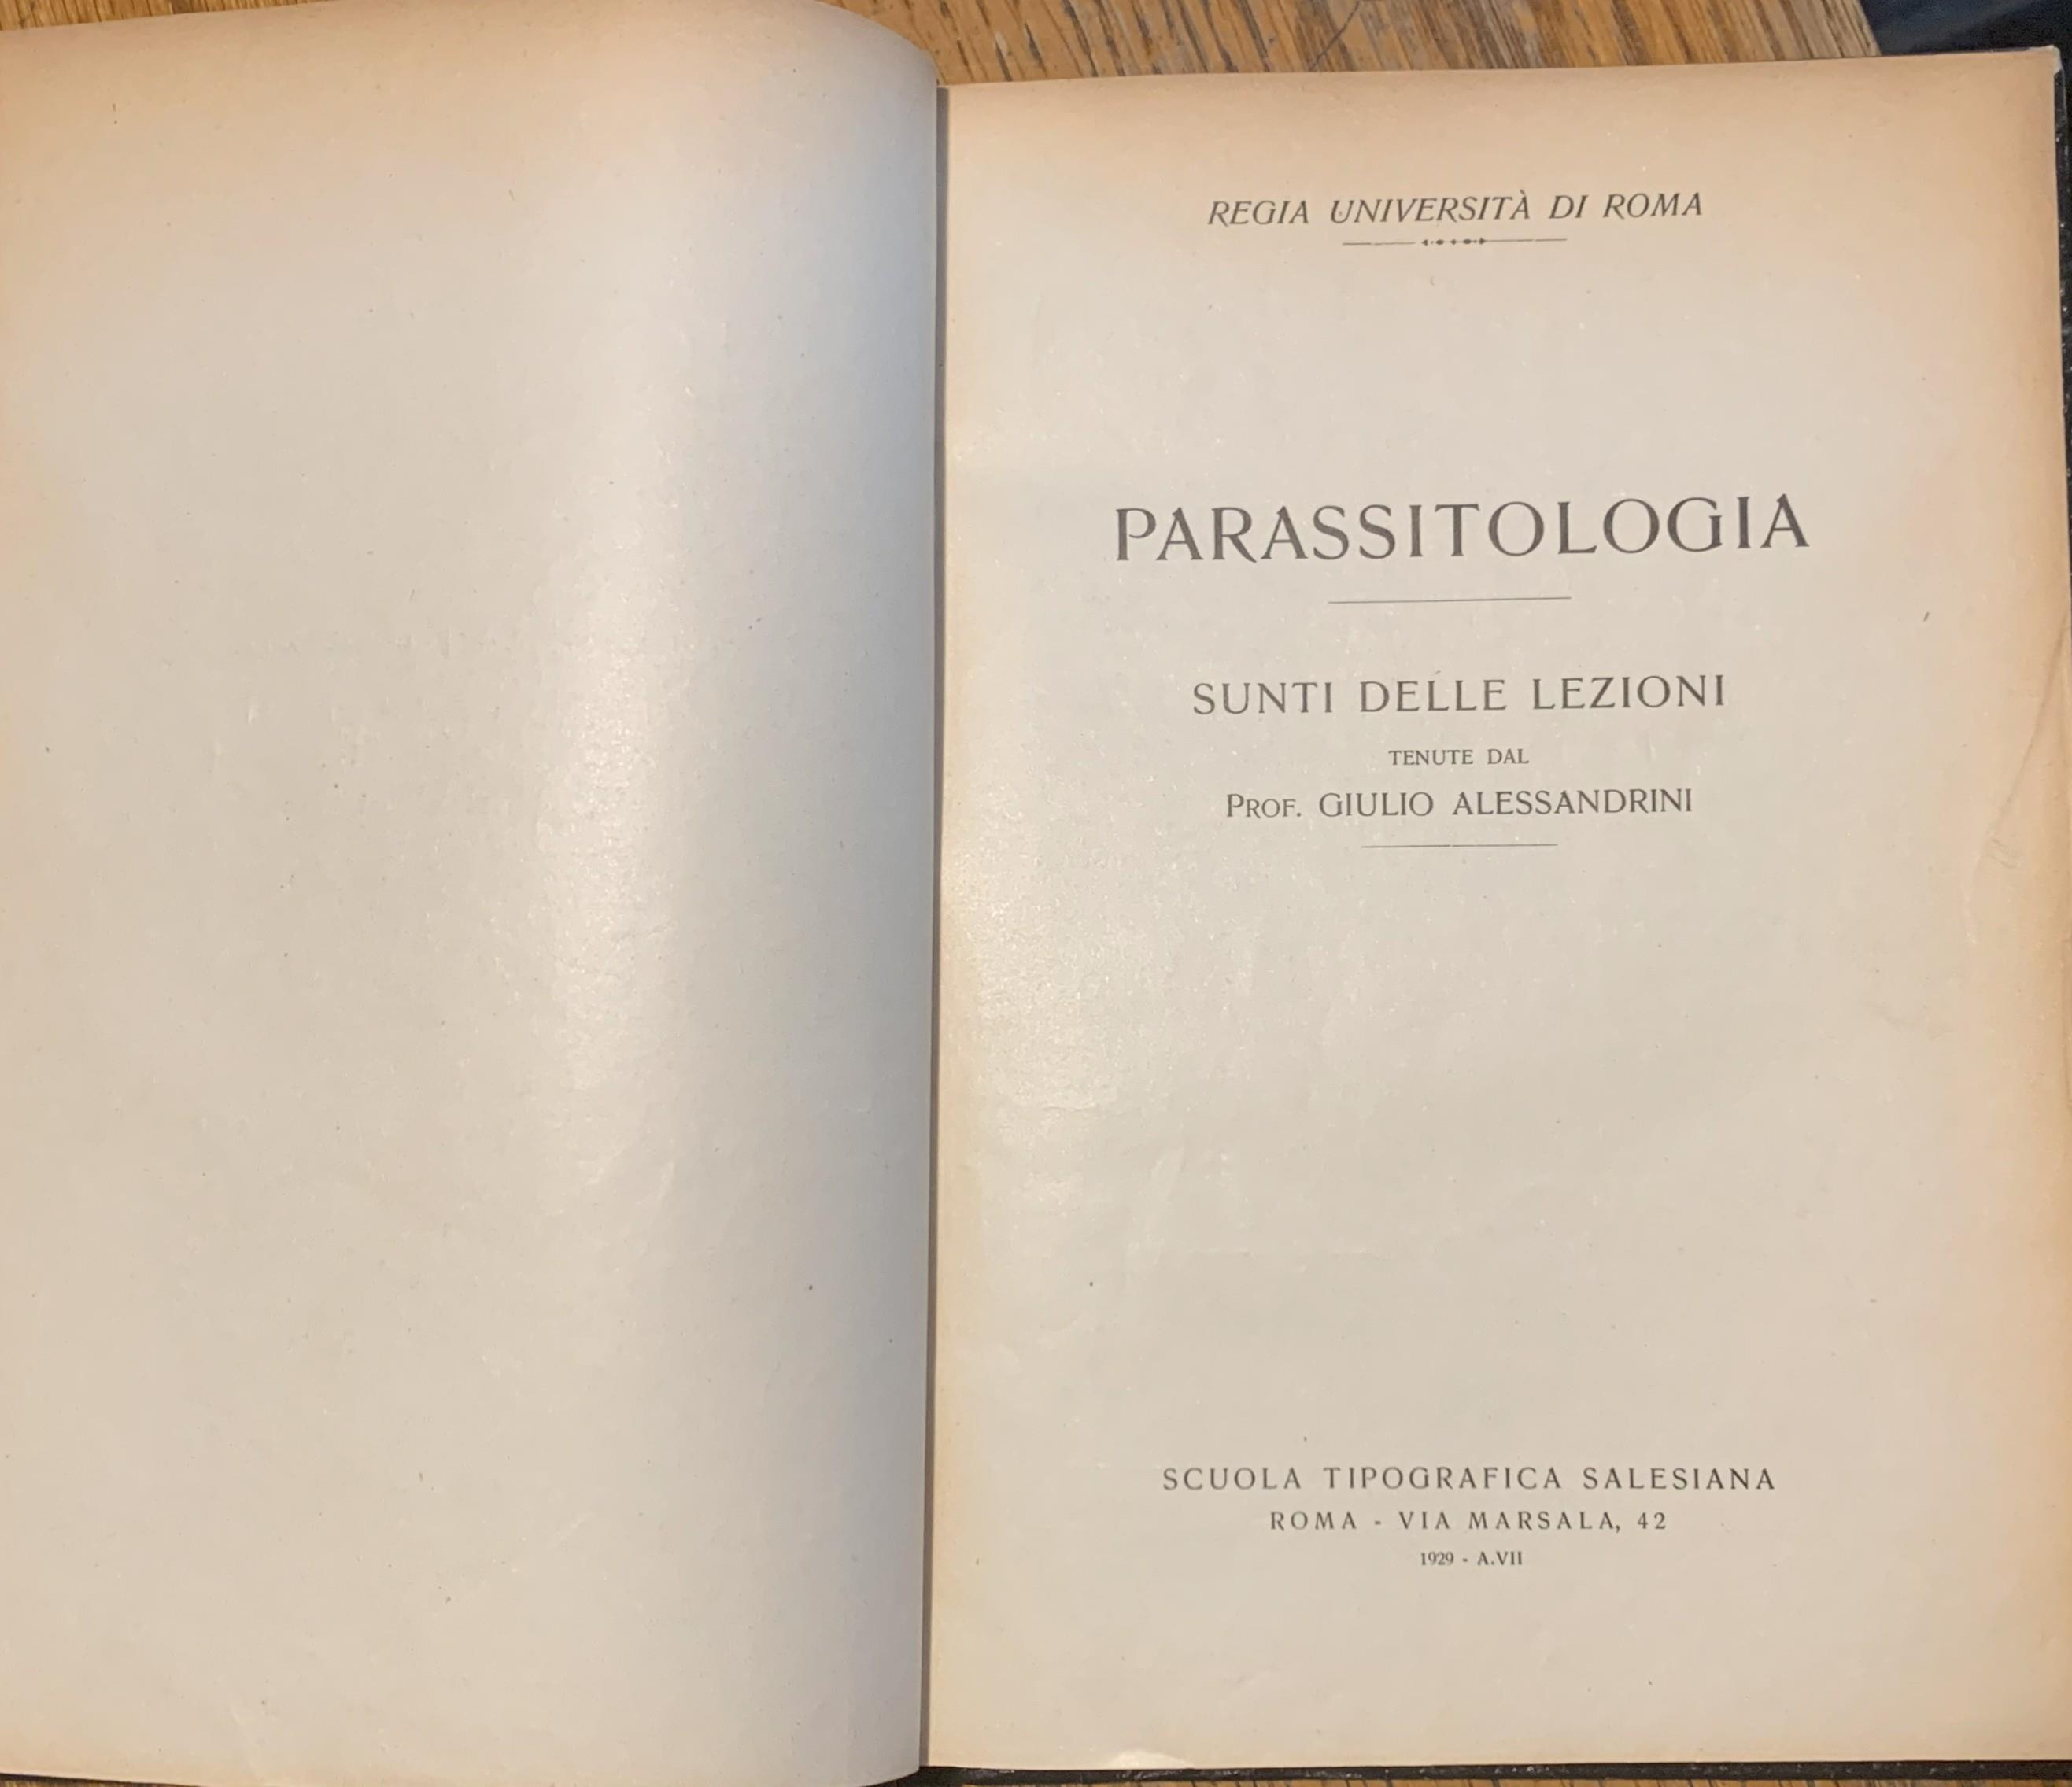 REGIA UNIVERSITÀ DI ROMA
PARASSITOLOGIA
SUNTI DELLE LEZIONI
TENUTE DAL
PROF. GIULIO ALESSANDRINI
SCUOLA TIPOGRAFICA SALESIANA
ROMA - VIA MARSALA, 42
1929 - A.VII